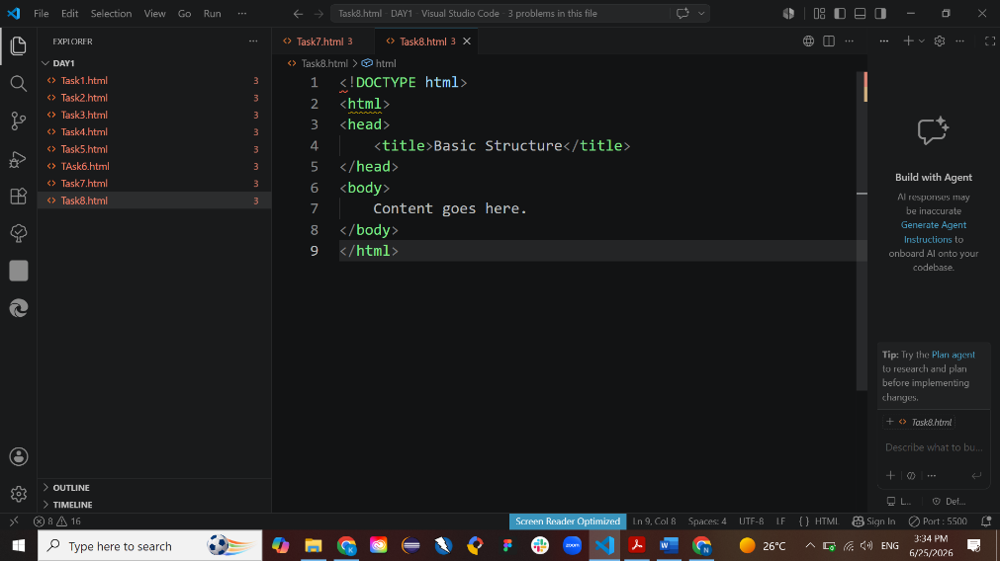 File Edit Selection View Go Run ··· Task8.html · DAY1 · Visual Studio Code · 3 problems in this file
EXPLORER
DAY1
Task1.html 3
Task2.html 3
Task3.html 3
Task4.html 3
Task5.html 3
TAsk6.html 3
Task7.html 3
Task8.html 3
OUTLINE
TIMELINE
Task7.html 3 Task8.html 3
Task8.html > html
1 <!DOCTYPE html>
2 <html>
3 <head>
4 <title>Basic Structure</title>
5 </head>
6 <body>
7 Content goes here.
8 </body>
9 </html>
Build with Agent
AI responses may
be inaccurate
Generate Agent
Instructions to
onboard AI onto your
codebase.
Tip: Try the Plan agent
to research and plan
before implementing
changes.
+ Task8.html
Describe what to bu...
L... Def...
8 16 Screen Reader Optimized Ln 9, Col 8 Spaces: 4 UTF-8 LF {} HTML Sign In Port : 5500
Type here to search zoom 26°C ENG 3:34 PM
6/25/2026